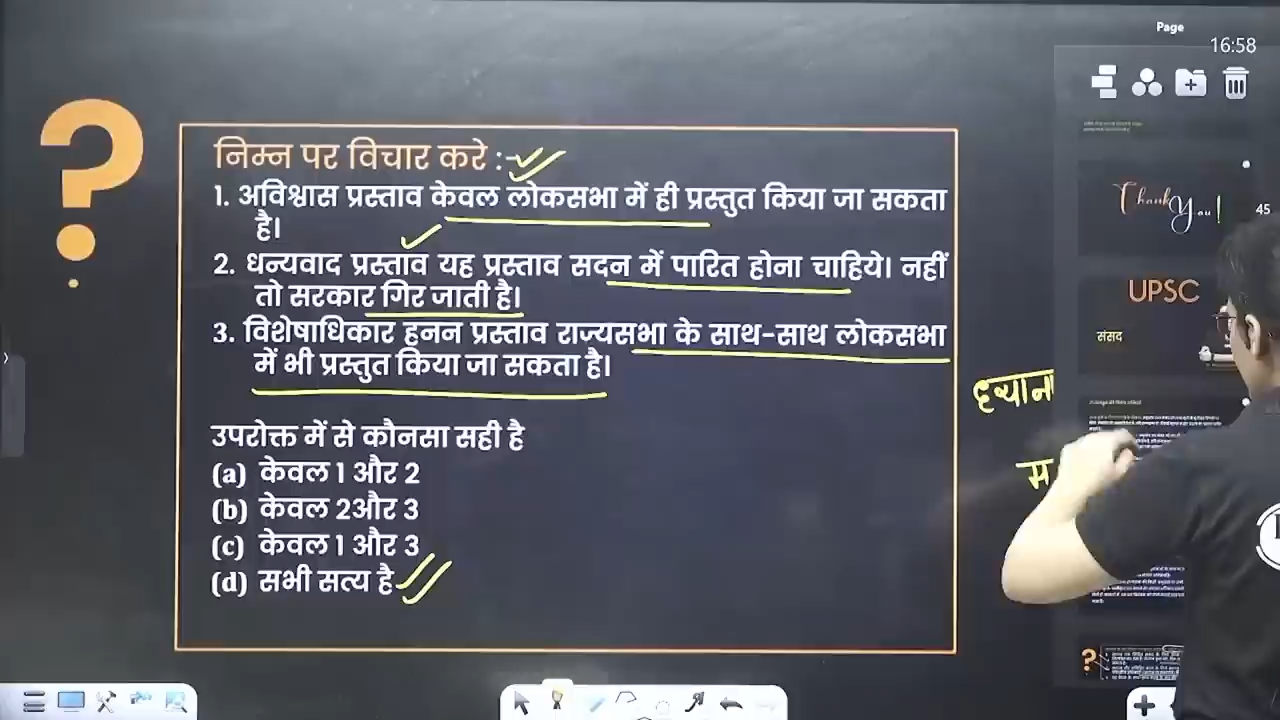 Page
16:58
45
निम्न पर विचार करे :-
1. अविश्वास प्रस्ताव केवल लोकसभा में ही प्रस्तुत किया जा सकता
है।
2. धन्यवाद प्रस्ताव यह प्रस्ताव सदन में पारित होना चाहिये। नहीं
तो सरकार गिर जाती है।
3. विशेषाधिकार हनन प्रस्ताव राज्यसभा के साथ-साथ लोकसभा
में भी प्रस्तुत किया जा सकता है।
उपरोक्त में से कौनसा सही है
(a) केवल 1 और 2
(b) केवल 2और 3
(c) केवल 1 और 3
(d) सभी सत्य है
Thank You!
UPSC
संसद